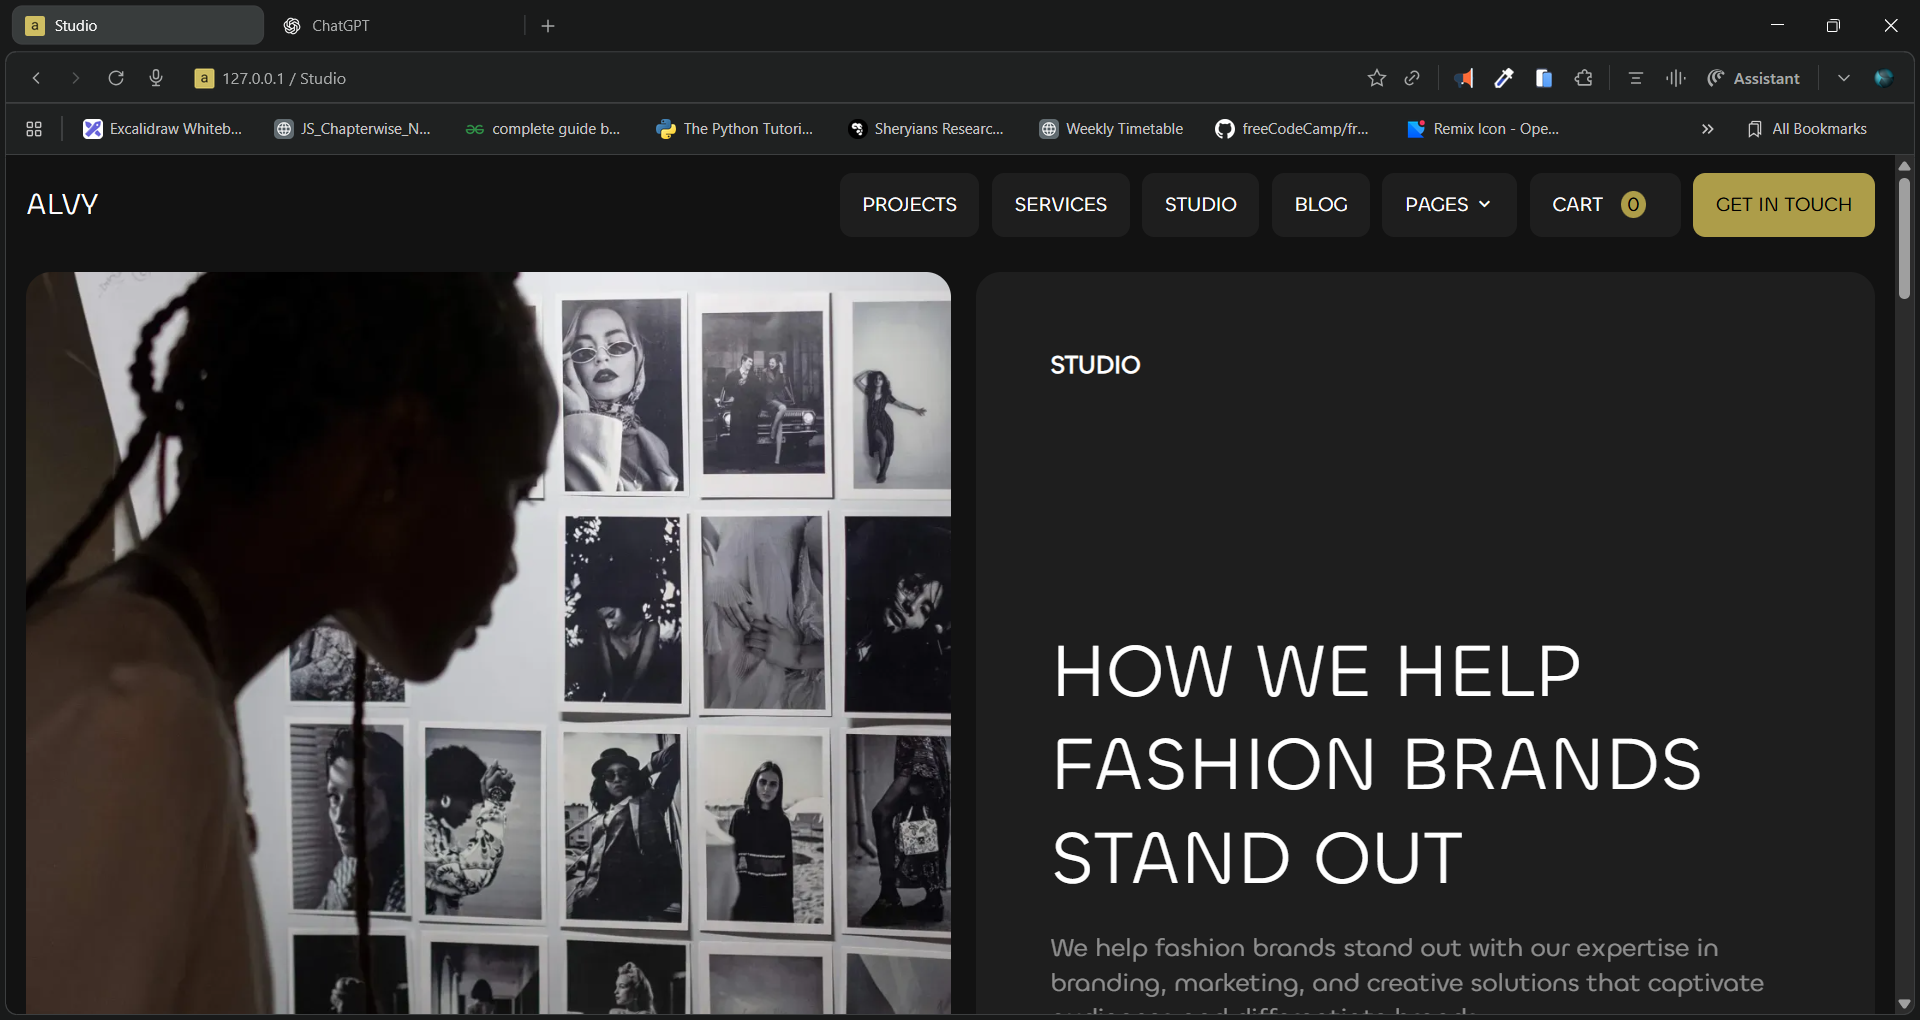 Studio
ChatGPT
127.0.0.1 / Studio
Assistant
Excalidraw Whiteb...
JS_Chapterwise_N...
complete guide b...
The Python Tutori...
Sheryians Researc...
Weekly Timetable
freeCodeCamp/fr...
Remix Icon - Ope...
All Bookmarks
ALVY
PROJECTS
SERVICES
STUDIO
BLOG
PAGES
CART 0
GET IN TOUCH
STUDIO
HOW WE HELP
FASHION BRANDS
STAND OUT
We help fashion brands stand out with our expertise in
branding, marketing, and creative solutions that captivate